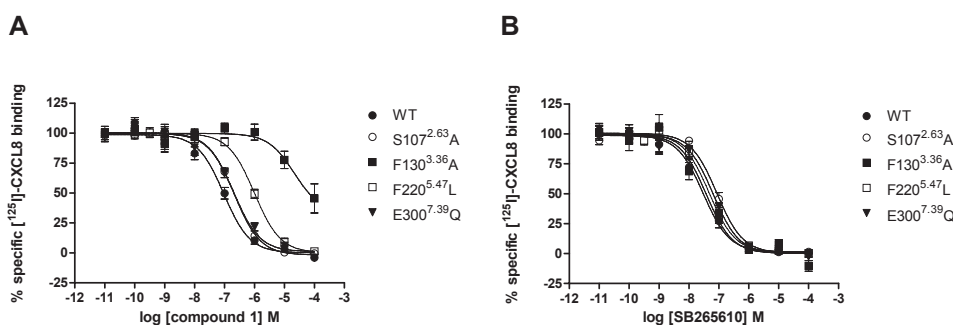 A
B
% specific [¹²⁵I]-CXCL8 binding
125
100
75
50
25
0
-25
-12 -11 -10 -9 -8 -7 -6 -5 -4 -3
log [compound 1] M
WT
S107²·⁶³A
F130³·³⁶A
F220⁵·⁴⁷L
E300⁷·³⁹Q
% specific [¹²⁵I]-CXCL8 binding
125
100
75
50
25
0
-25
-12 -11 -10 -9 -8 -7 -6 -5 -4 -3
log [SB265610] M
WT
S107²·⁶³A
F130³·³⁶A
F220⁵·⁴⁷L
E300⁷·³⁹Q